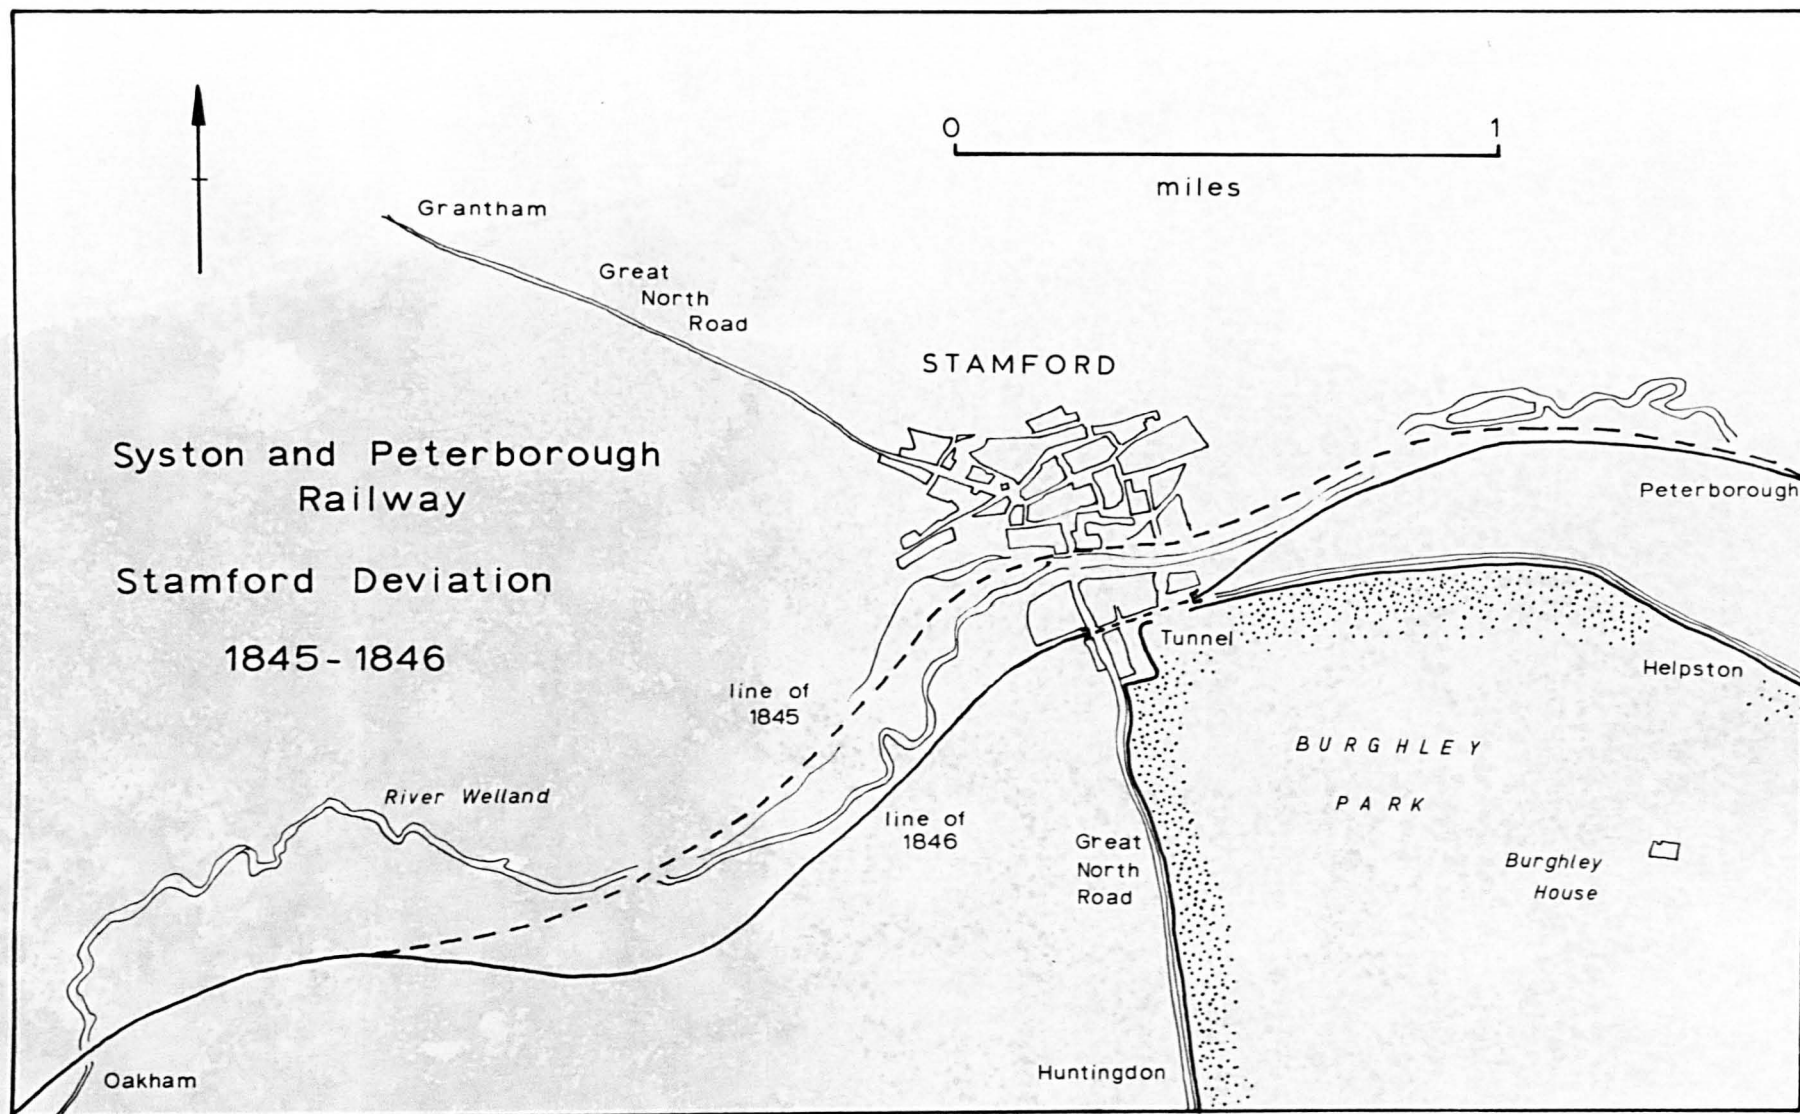 0 1
miles
Grantham
Great
North
Road
STAMFORD
Syston and Peterborough
Railway
Stamford Deviation
1845-1846
Peterborough
Tunnel
Helpston
line of
1845
BURGHLEY
PARK
River Welland
line of
1846
Great
North
Road
Burghley
House
Huntingdon
Oakham